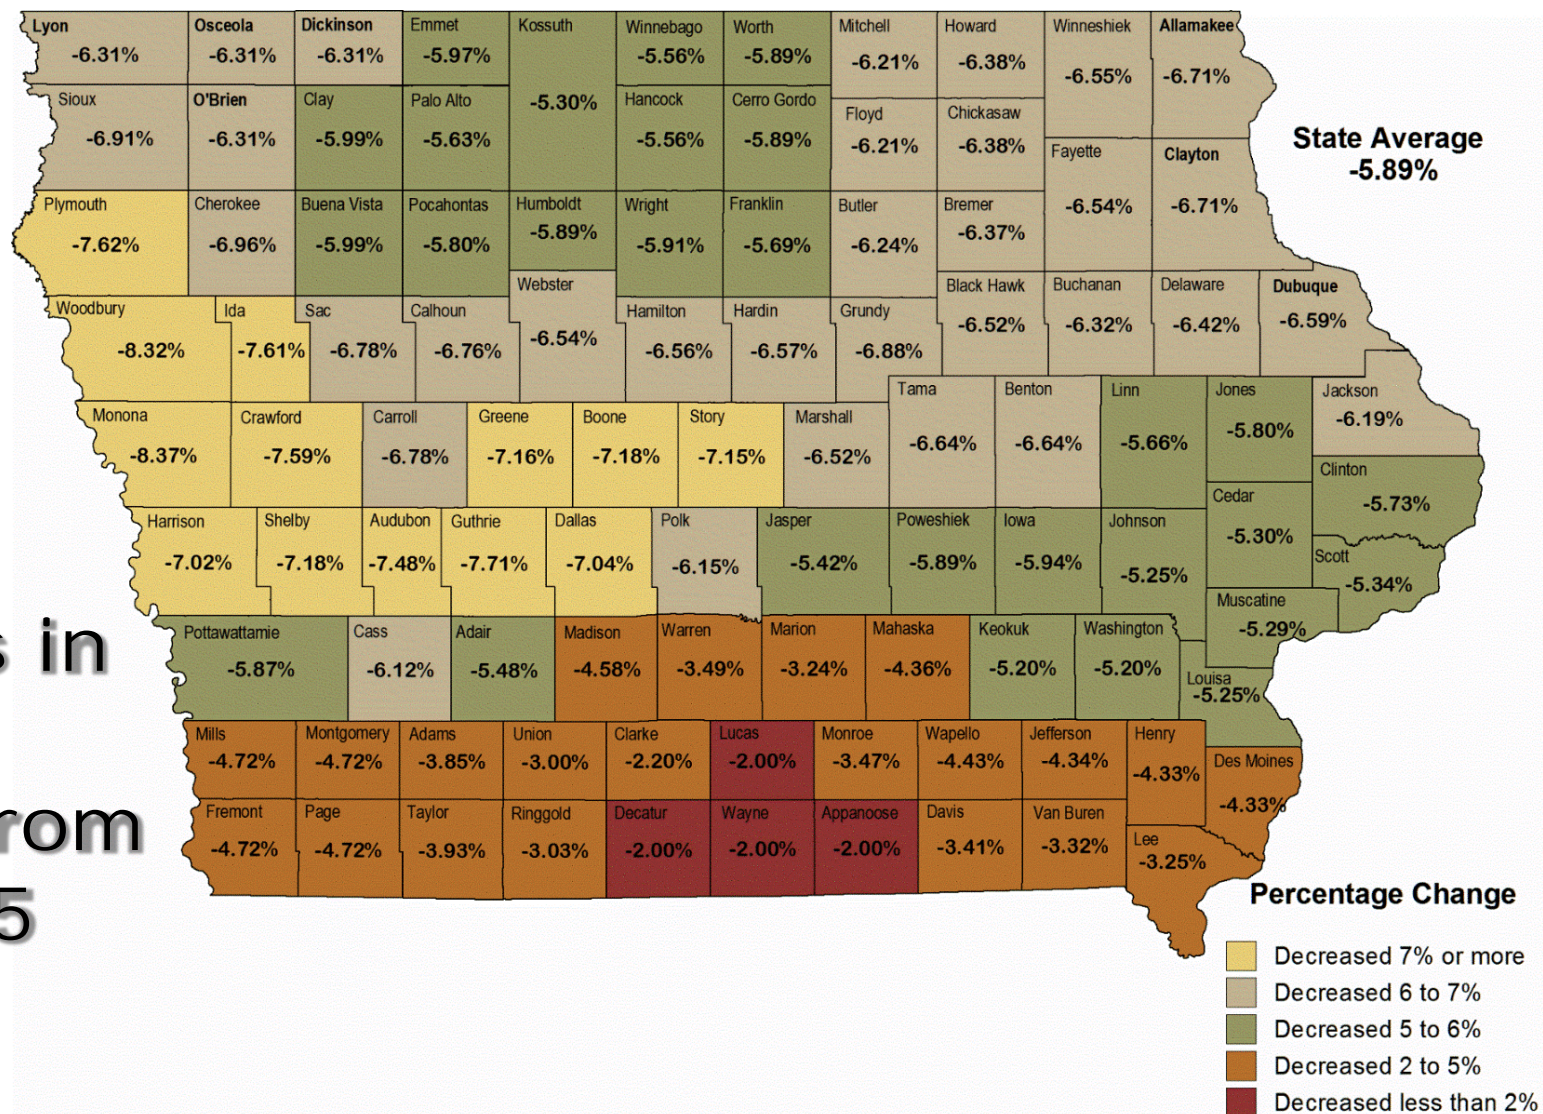 Lyon
-6.31%
Osceola
-6.31%
Dickinson
-6.31%
Emmet
-5.97%
Kossuth
-5.30%
Winnebago
-5.56%
Worth
-5.89%
Mitchell
-6.21%
Howard
-6.38%
Winneshiek
-6.55%
Allamakee
-6.71%
Sioux
-6.91%
O'Brien
-6.31%
Clay
-5.99%
Palo Alto
-5.63%
Hancock
-5.56%
Cerro Gordo
-5.89%
Floyd
-6.21%
Chickasaw
-6.38%
Fayette
-6.54%
Clayton
-6.71%
State Average
-5.89%
Plymouth
-7.62%
Cherokee
-6.96%
Buena Vista
-5.99%
Pocahontas
-5.80%
Humboldt
-5.89%
Wright
-5.91%
Franklin
-5.69%
Butler
-6.24%
Bremer
-6.37%
Woodbury
-8.32%
Ida
-7.61%
Sac
-6.78%
Calhoun
-6.76%
Webster
-6.54%
Hamilton
-6.56%
Hardin
-6.57%
Grundy
-6.88%
Black Hawk
-6.52%
Buchanan
-6.32%
Delaware
-6.42%
Dubuque
-6.59%
Monona
-8.37%
Crawford
-7.59%
Carroll
-6.78%
Greene
-7.16%
Boone
-7.18%
Story
-7.15%
Marshall
-6.52%
Tama
-6.64%
Benton
-6.64%
Linn
-5.66%
Jones
-5.80%
Jackson
-6.19%
Clinton
-5.73%
Harrison
-7.02%
Shelby
-7.18%
Audubon
-7.48%
Guthrie
-7.71%
Dallas
-7.04%
Polk
-6.15%
Jasper
-5.42%
Poweshiek
-5.89%
Iowa
-5.94%
Johnson
-5.25%
Cedar
-5.30%
Scott
-5.34%
Muscatine
-5.29%
s in
Pottawattamie
-5.87%
Cass
-6.12%
Adair
-5.48%
Madison
-4.58%
Warren
-3.49%
Marion
-3.24%
Mahaska
-4.36%
Keokuk
-5.20%
Washington
-5.20%
Louisa
-5.25%
Mills
-4.72%
Montgomery
-4.72%
Adams
-3.85%
Union
-3.00%
Clarke
-2.20%
Lucas
-2.00%
Monroe
-3.47%
Wapello
-4.43%
Jefferson
-4.34%
Henry
-4.33%
Des Moines
-4.33%
rom
Fremont
-4.72%
Page
-4.72%
Taylor
-3.93%
Ringgold
-3.03%
Decatur
-2.00%
Wayne
-2.00%
Appanoose
-2.00%
Davis
-3.41%
Van Buren
-3.32%
Lee
-3.25%
5
Percentage Change
Decreased 7% or more
Decreased 6 to 7%
Decreased 5 to 6%
Decreased 2 to 5%
Decreased less than 2%